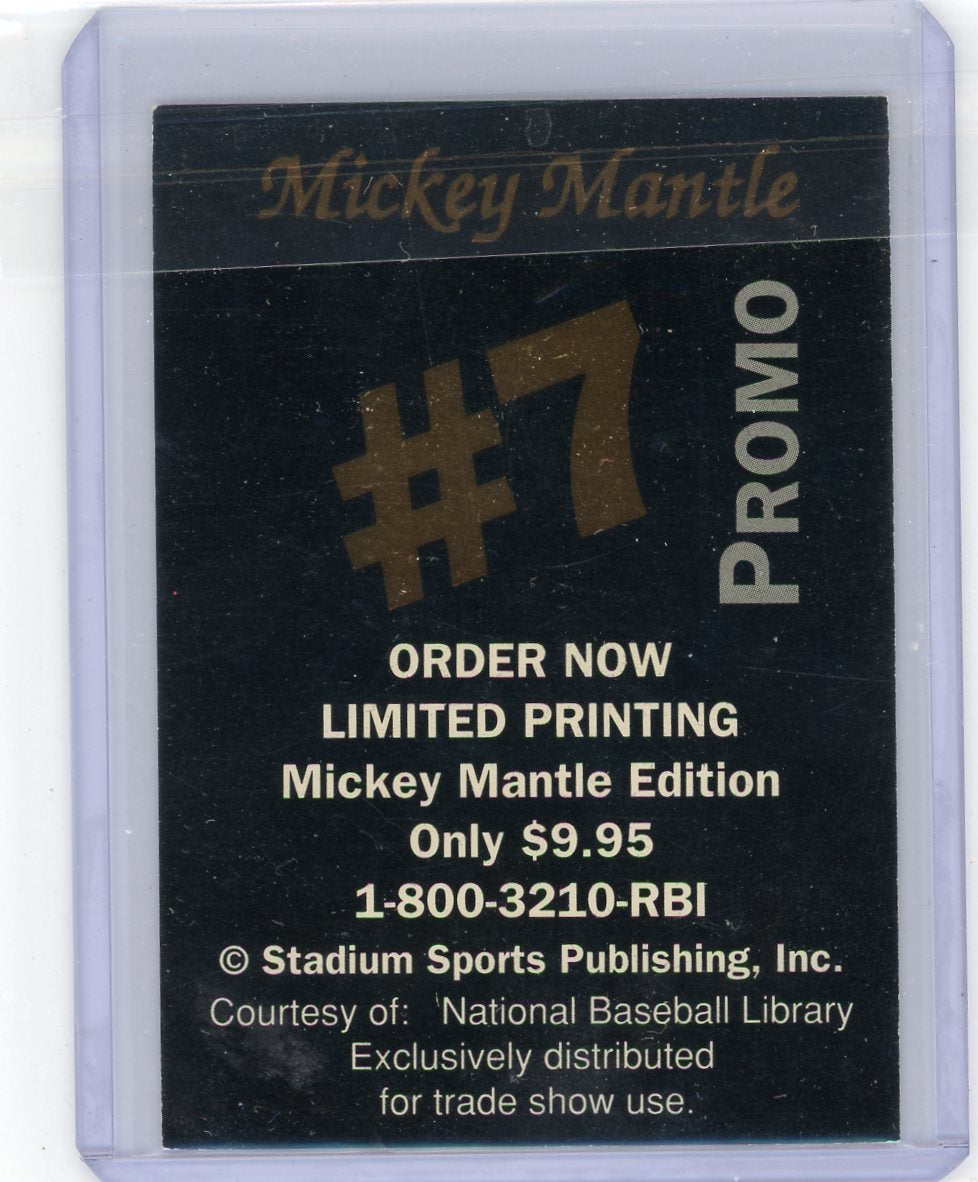 Mickey Mantle
#7
PROMO
ORDER NOW
LIMITED PRINTING
Mickey Mantle Edition
Only $9.95
1-800-3210-RBI
© Stadium Sports Publishing, Inc.
Courtesy of: National Baseball Library
Exclusively distributed
for trade show use.